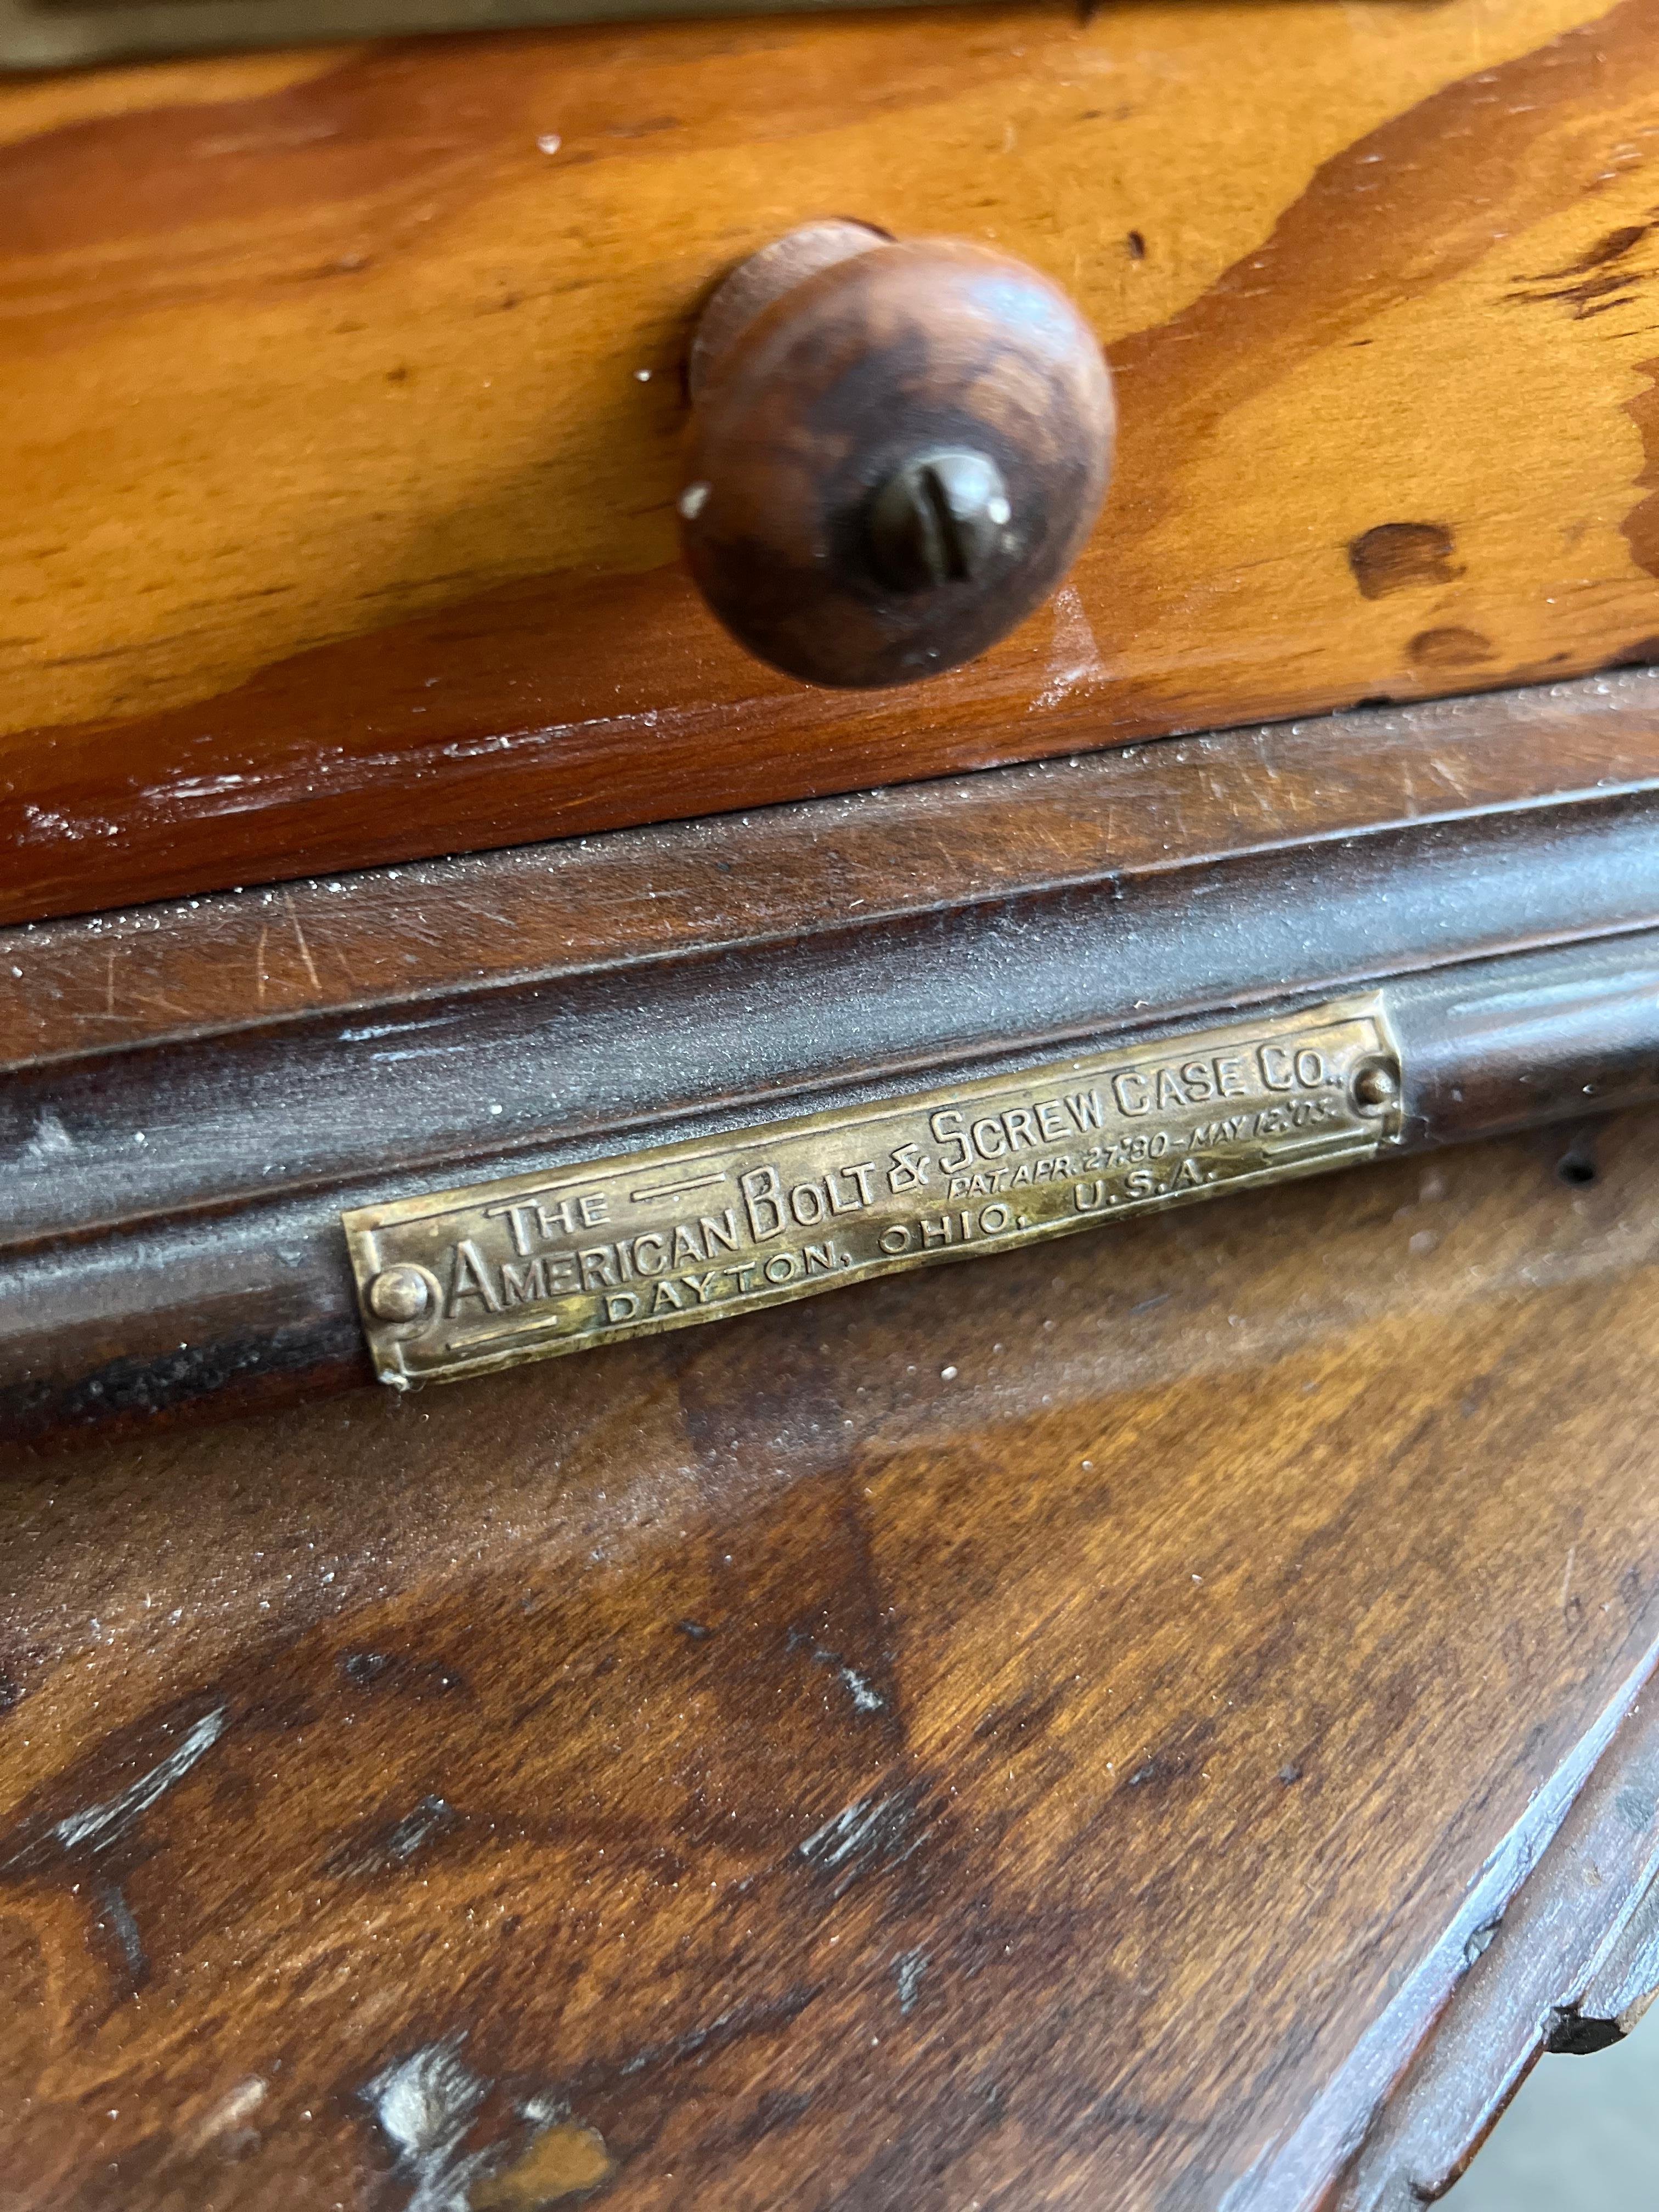 THE
AMERICAN BOLT & SCREW CASE CO.
PAT APR. 27,'80-MAY 12,'03.
DAYTON, OHIO, U.S.A.